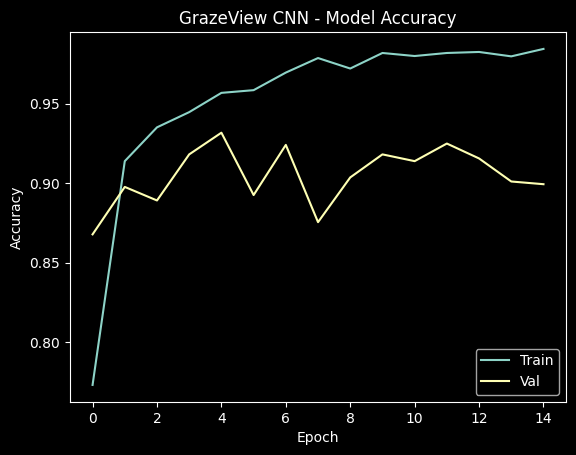 GrazeView CNN - Model Accuracy
Accuracy
0.95
0.90
0.85
0.80
Train
Val
0 2 4 6 8 10 12 14
Epoch